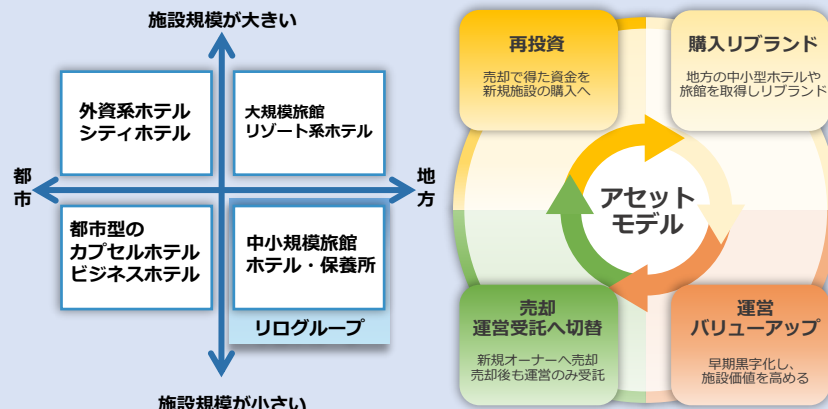 施設規模が大きい
外資系ホテル
シティホテル
大規模旅館
リゾート系ホテル
都市
地方
都市型の
カプセルホテル
ビジネスホテル
中小規模旅館
ホテル・保養所
リログループ
施設規模が小さい
再投資
売却で得た資金を
新規施設の購入へ
購入リブランド
地方の中小型ホテルや
旅館を取得しリブランド
アセット
モデル
売却
運営受託へ切替
新規オーナーへ売却
売却後も運営のみ受託
運営
バリューアップ
早期黒字化し、
施設価値を高める